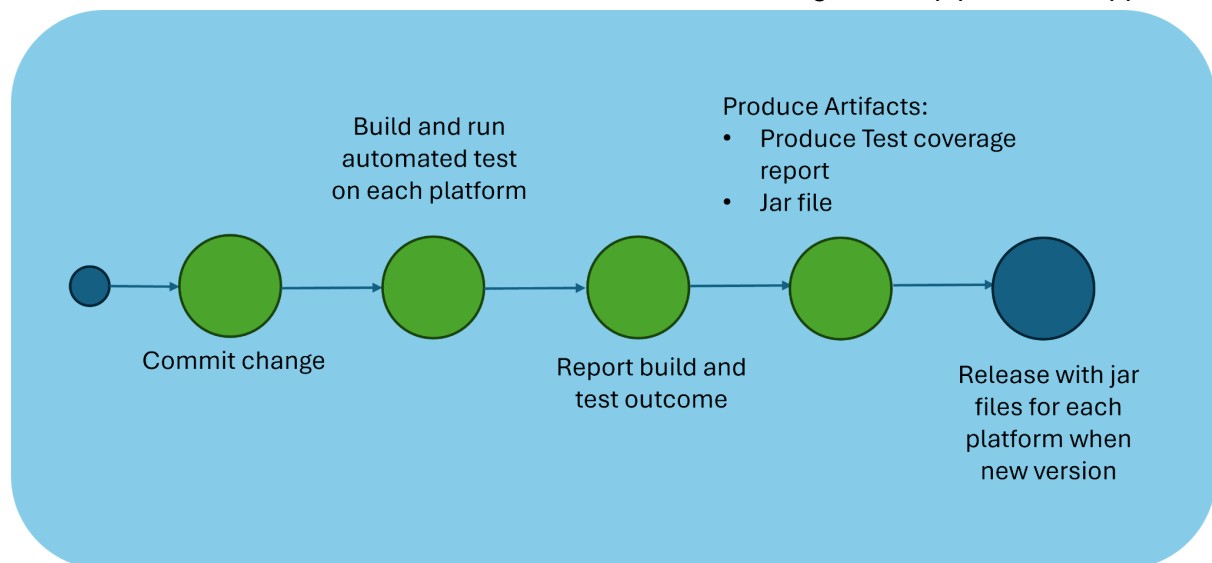 Build and run
automated test
on each platform
Produce Artifacts:
• Produce Test coverage
report
• Jar file
Commit change
Report build and
test outcome
Release with jar
files for each
platform when
new version